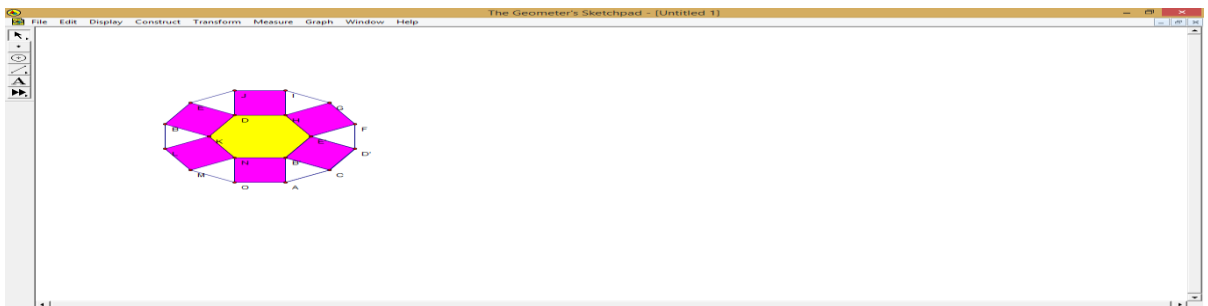 The Geometer's Sketchpad - [Untitled 1]
File Edit Display Construct Transform Measure Graph Window Help
A
J I
E G
D H
B F
K E'
L D'
N B'
M C
O A